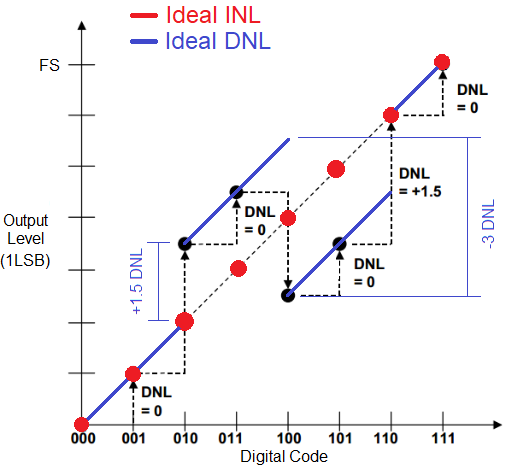 Ideal INL
Ideal DNL
FS
DNL
= 0
DNL
= 0
DNL
= +1.5
-3 DNL
Output
Level
(1LSB)
+1.5 DNL
DNL
= 0
DNL
= 0
000 001 010 011 100 101 110 111
Digital Code